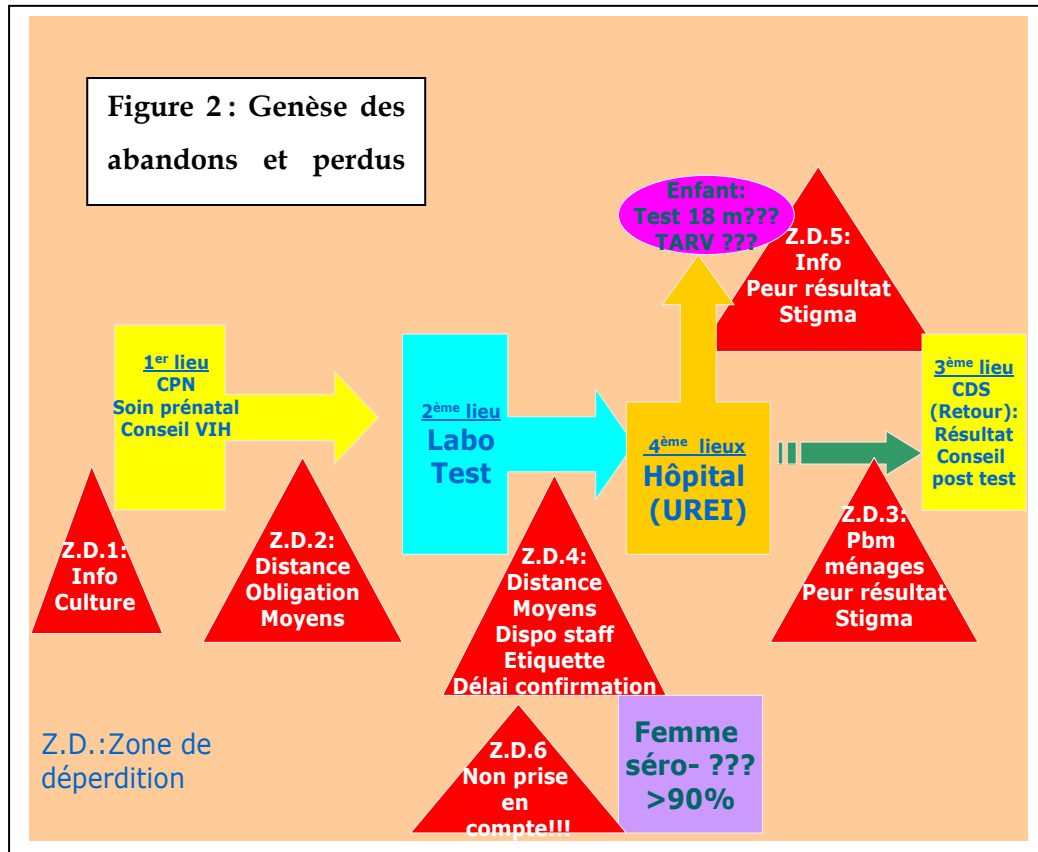 Figure 2 : Genèse des
abandons et perdus
Enfant:
Test 18 m???
TARV ???
Z.D.5:
Info
Peur résultat
Stigma
1er lieu
CPN
Soin prénatal
Conseil VIH
2ème lieu
Labo
Test
4ème lieux
Hôpital
(UREI)
3ème lieu
CDS
(Retour):
Résultat
Conseil
post test
Z.D.1:
Info
Culture
Z.D.2:
Distance
Obligation
Moyens
Z.D.4:
Distance
Moyens
Dispo staff
Etiquette
Délai confirmation
Z.D.3:
Pbm
ménages
Peur résultat
Stigma
Z.D.:Zone de
déperdition
Z.D.6
Non prise
en
compte!!!
Femme
séro- ???
>90%